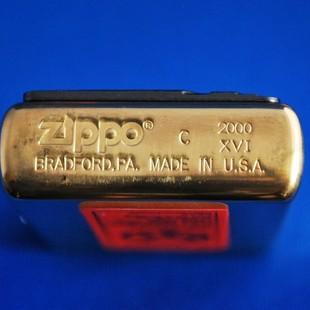 zippo® C 2000
XVI
BRADFORD,PA. MADE IN U.S.A.